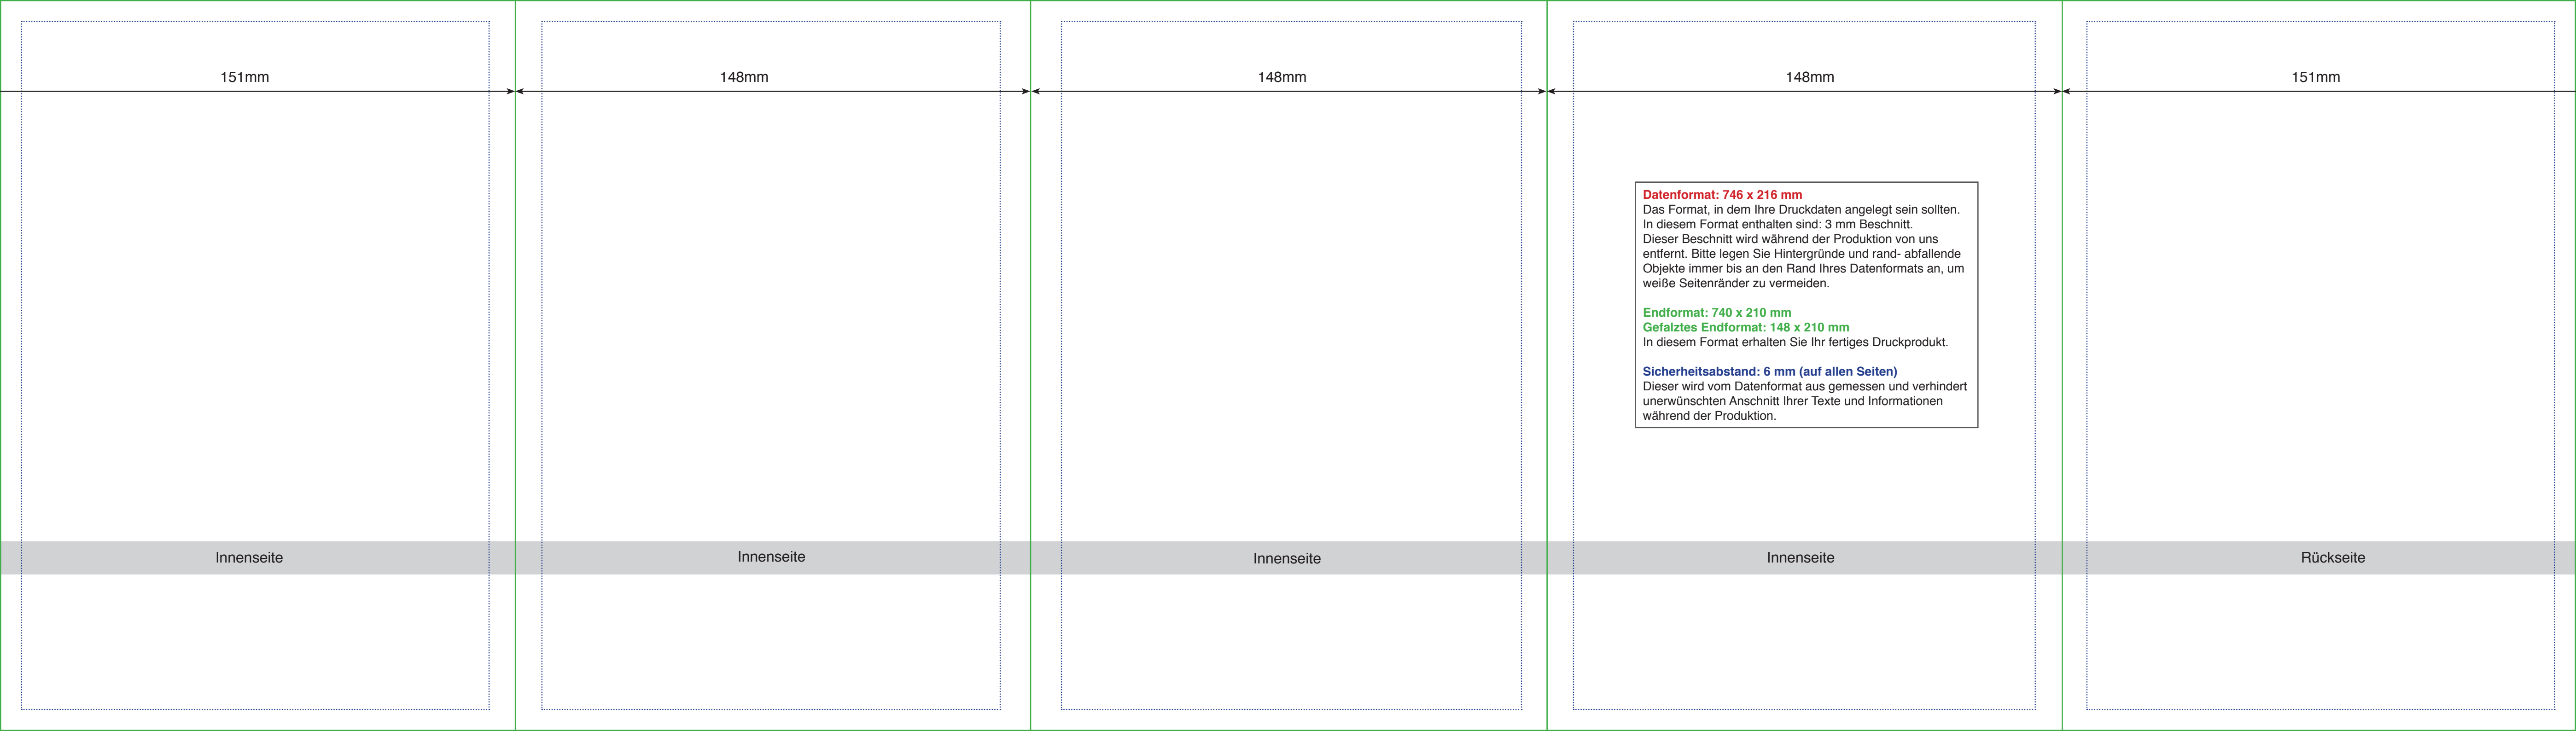 151mm
148mm
148mm
148mm
151mm
Datenformat: 746 x 216 mm
Das Format, in dem Ihre Druckdaten angelegt sein sollten.
In diesem Format enthalten sind: 3 mm Beschnitt.
Dieser Beschnitt wird während der Produktion von uns
entfernt. Bitte legen Sie Hintergründe und rand- abfallende
Objekte immer bis an den Rand Ihres Datenformats an, um
weiße Seitenränder zu vermeiden.
Endformat: 740 x 210 mm
Gefalztes Endformat: 148 x 210 mm
In diesem Format erhalten Sie Ihr fertiges Druckprodukt.
Sicherheitsabstand: 6 mm (auf allen Seiten)
Dieser wird vom Datenformat aus gemessen und verhindert
unerwünschten Anschnitt Ihrer Texte und Informationen
während der Produktion.
Innenseite
Innenseite
Innenseite
Innenseite
Rückseite